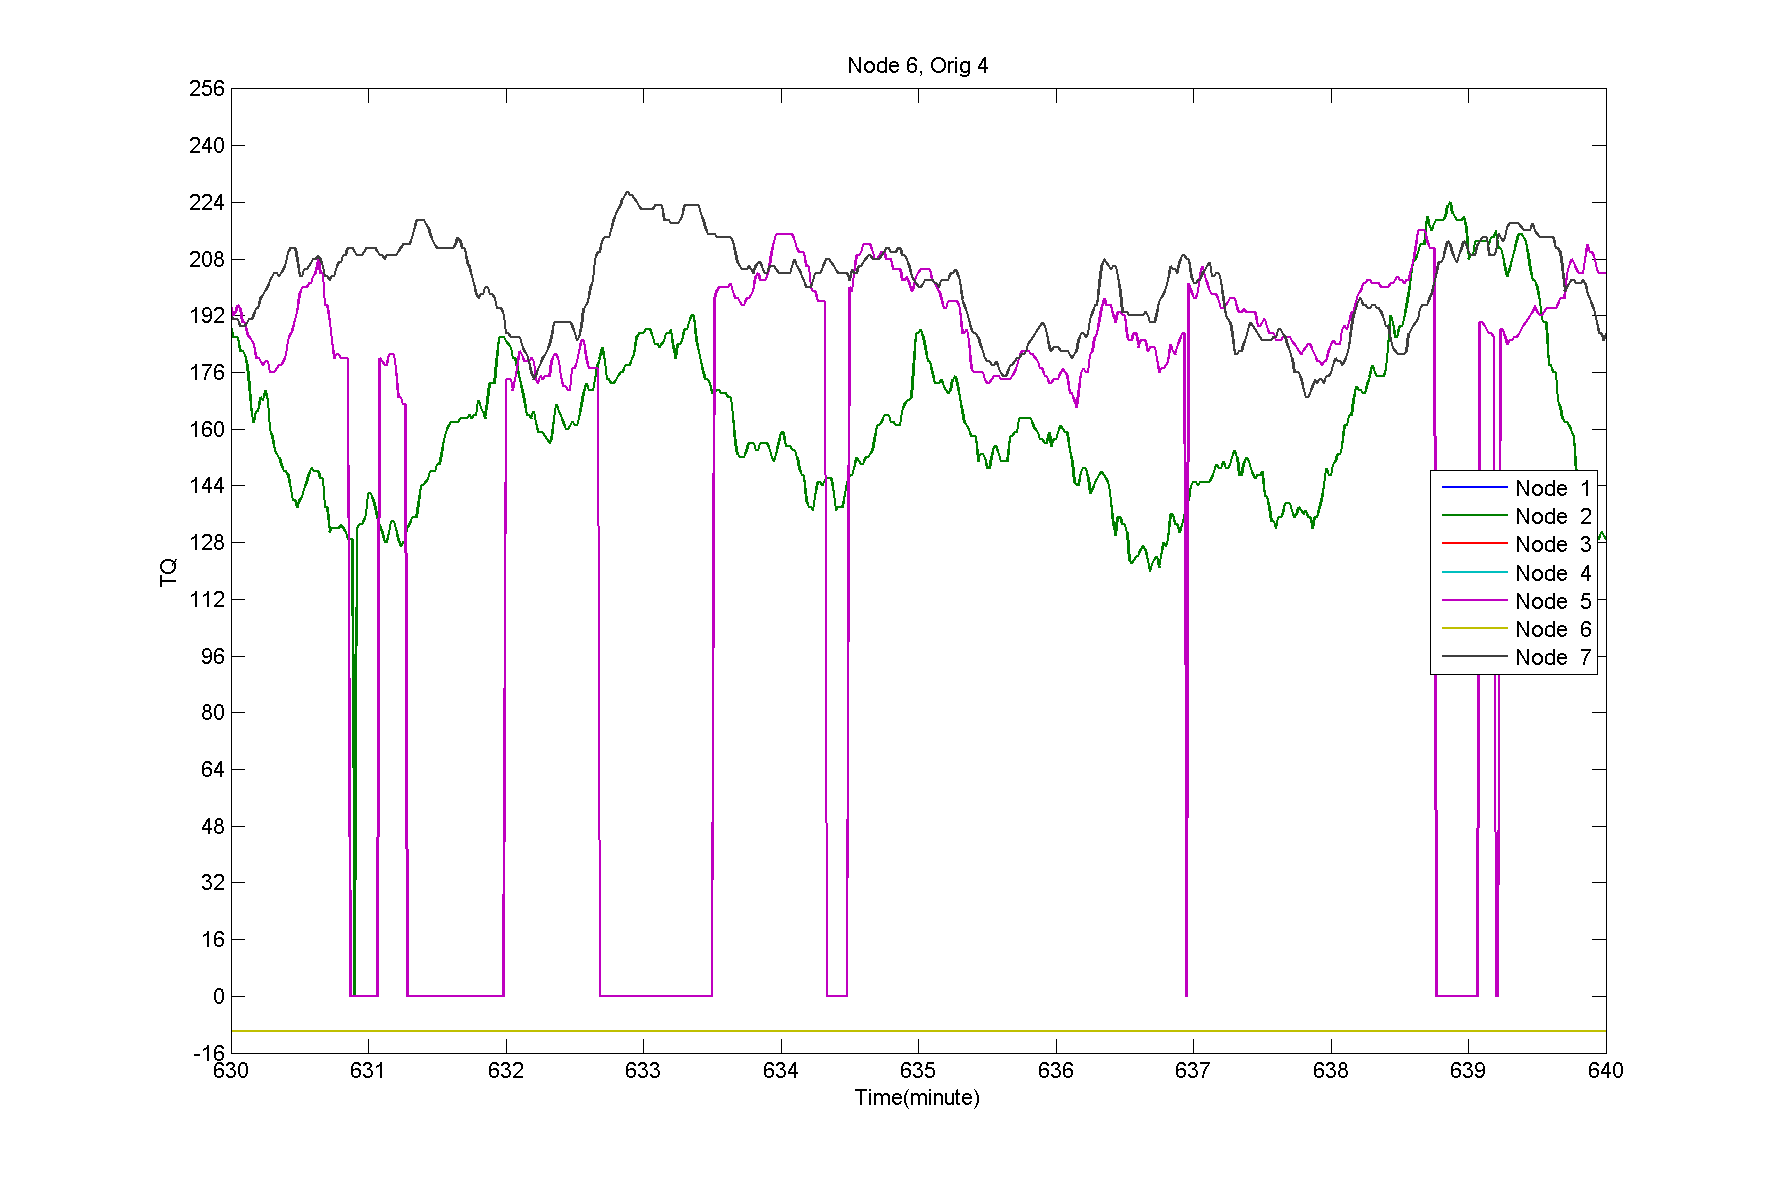 Node 6, Orig 4
256
240
224
208
192
176
160
144
128
112
96
80
64
48
32
16
0
-16
TQ
Node 1
Node 2
Node 3
Node 4
Node 5
Node 6
Node 7
630 631 632 633 634 635 636 637 638 639 640
Time(minute)